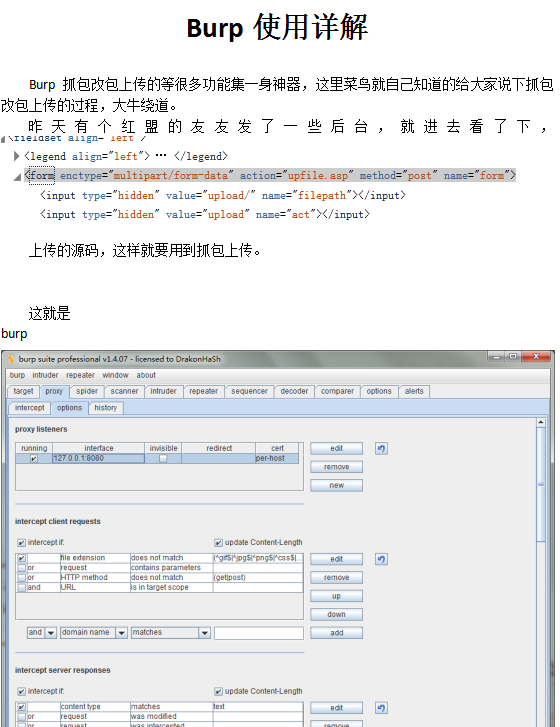 Burp 使用详解
Burp 抓包改包上传的等很多功能集一身神器，这里菜鸟就自己知道的给大家说下抓包
改包上传的过程，大牛绕道。
昨天有个红盟的友友发了一些后台，就进去看了下，
<fieldset align="left">
<legend align="left"> ··· </legend>
<form enctype="multipart/form-data" action="upfile.asp" method="post" name="form">
<input type="hidden" value="upload/" name="filepath"></input>
<input type="hidden" value="upload" name="act"></input>
上传的源码，这样就要用到抓包上传。
这就是
burp
burp suite professional v1.4.07 - licensed to DrakonHaSh
burp intruder repeater window about
target proxy spider scanner intruder repeater sequencer decoder comparer options alerts
intercept options history
proxy listeners
running interface invisible redirect cert
127.0.0.1:8080 per-host
edit
remove
new
intercept client requests
intercept if: update Content-Length
file extension does not match (^gif$|^jpg$|^png$|^css$|...
or request contains parameters
or HTTP method does not match (get|post)
and URL is in target scope
edit
remove
up
down
and domain name matches add
intercept server responses
intercept if: update Content-Length
content type matches text
or request was modified
or request was intercepted
edit
remove